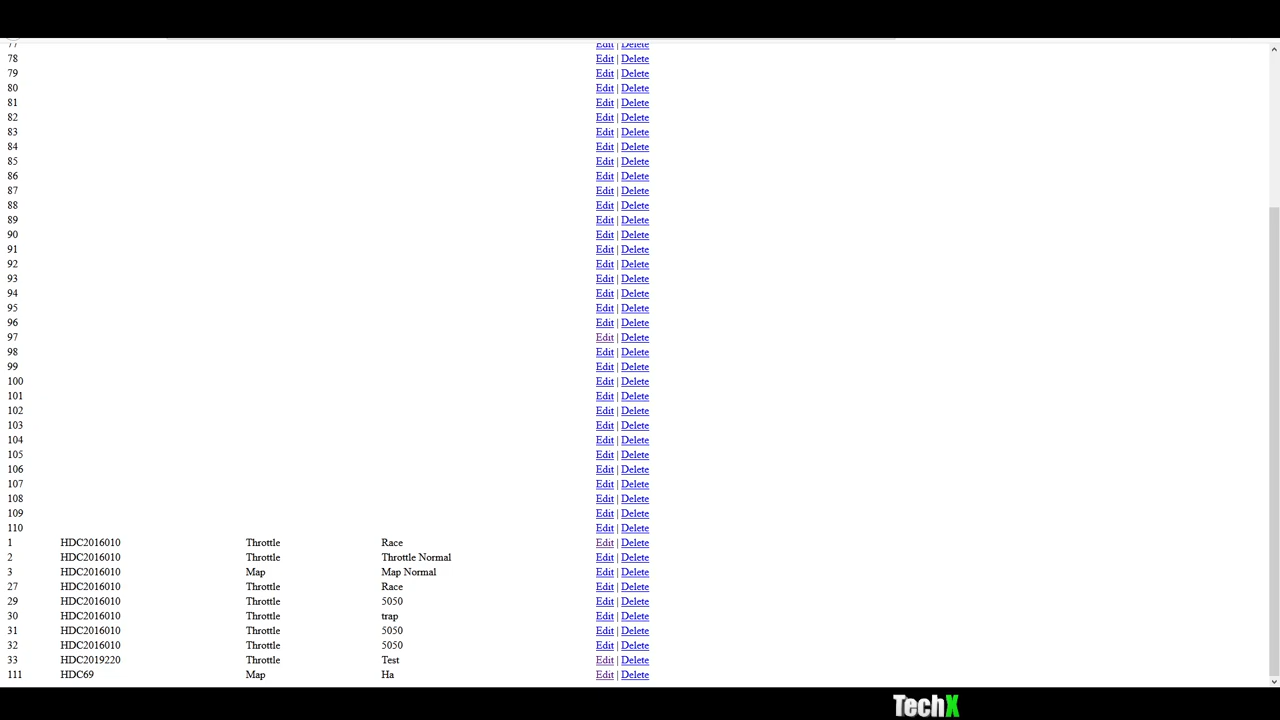 77 Edit | Delete
78 Edit | Delete
79 Edit | Delete
80 Edit | Delete
81 Edit | Delete
82 Edit | Delete
83 Edit | Delete
84 Edit | Delete
85 Edit | Delete
86 Edit | Delete
87 Edit | Delete
88 Edit | Delete
89 Edit | Delete
90 Edit | Delete
91 Edit | Delete
92 Edit | Delete
93 Edit | Delete
94 Edit | Delete
95 Edit | Delete
96 Edit | Delete
97 Edit | Delete
98 Edit | Delete
99 Edit | Delete
100 Edit | Delete
101 Edit | Delete
102 Edit | Delete
103 Edit | Delete
104 Edit | Delete
105 Edit | Delete
106 Edit | Delete
107 Edit | Delete
108 Edit | Delete
109 Edit | Delete
110 Edit | Delete
1 HDC2016010 Throttle Race Edit | Delete
2 HDC2016010 Throttle Throttle Normal Edit | Delete
3 HDC2016010 Map Map Normal Edit | Delete
27 HDC2016010 Throttle Race Edit | Delete
29 HDC2016010 Throttle 5050 Edit | Delete
30 HDC2016010 Throttle trap Edit | Delete
31 HDC2016010 Throttle 5050 Edit | Delete
32 HDC2016010 Throttle 5050 Edit | Delete
33 HDC2019220 Throttle Test Edit | Delete
111 HDC69 Map Ha Edit | Delete
TechX